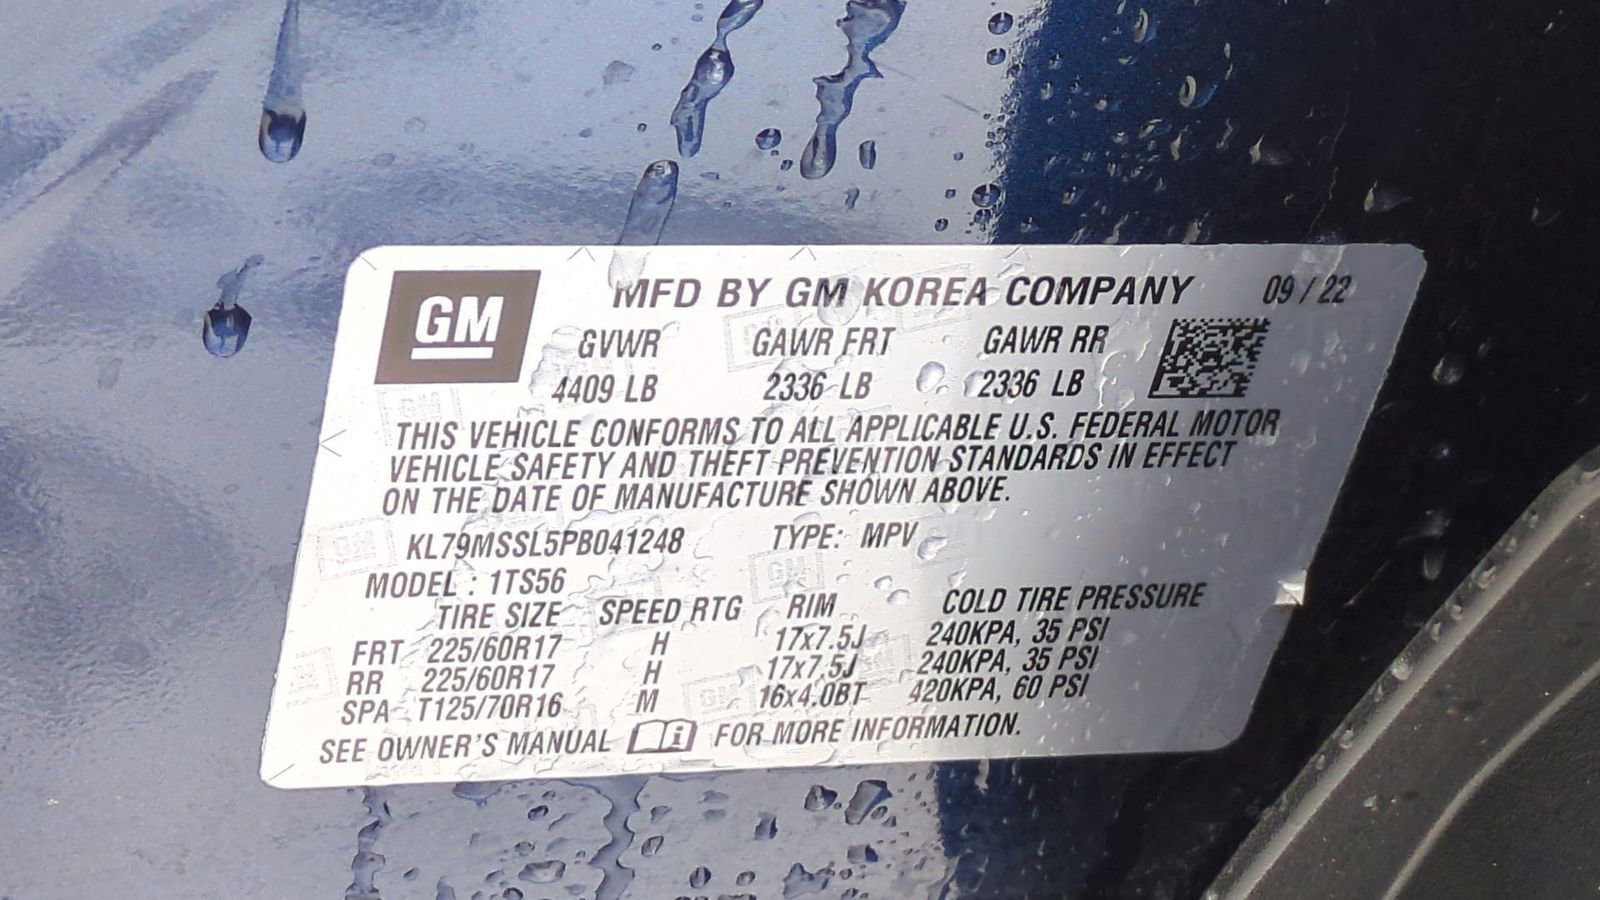 GM
MFD BY GM KOREA COMPANY 09 / 22
GVWR GAWR FRT GAWR RR
4409 LB 2336 LB 2336 LB
THIS VEHICLE CONFORMS TO ALL APPLICABLE U.S. FEDERAL MOTOR
VEHICLE SAFETY AND THEFT PREVENTION STANDARDS IN EFFECT
ON THE DATE OF MANUFACTURE SHOWN ABOVE.
KL79MSSL5PB041248 TYPE: MPV
MODEL : 1TS56
TIRE SIZE SPEED RTG RIM COLD TIRE PRESSURE
FRT 225/60R17 H 17x7.5J 240KPA, 35 PSI
RR 225/60R17 H 17x7.5J 240KPA, 35 PSI
SPA T125/70R16 M 16x4.0BT 420KPA, 60 PSI
SEE OWNER'S MANUAL i FOR MORE INFORMATION.